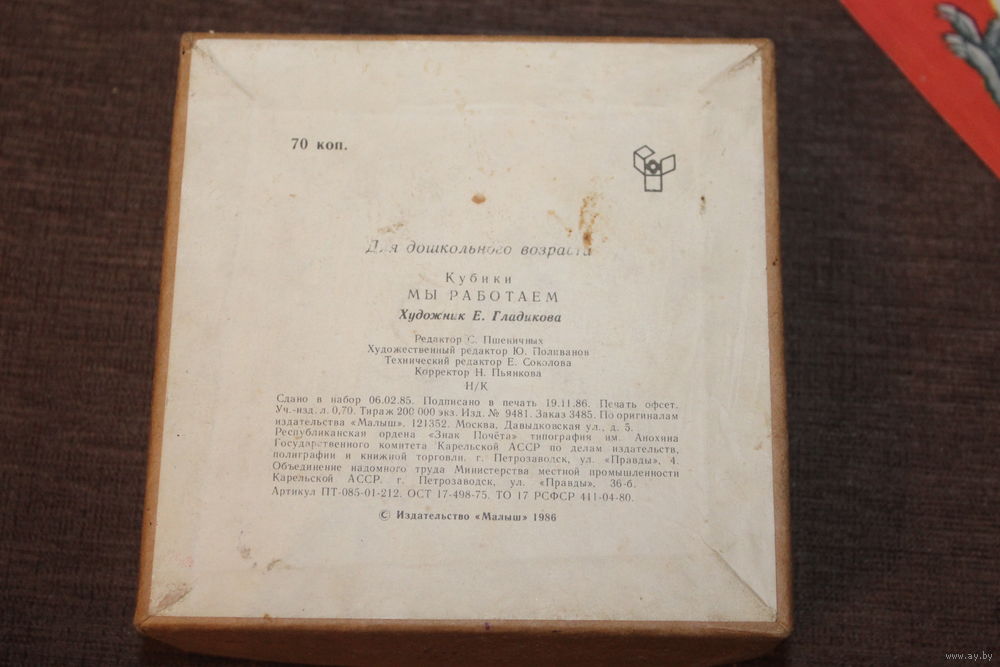 70 коп.
Для дошкольного возраста
Кубики
МЫ РАБОТАЕМ
Художник Е. Гладикова
Редактор С. Пшеничных
Художественный редактор Ю. Поливанов
Технический редактор Е. Соколова
Корректор Н. Пьянкова
Н/К
Сдано в набор 06.02.85. Подписано в печать 19.11.86. Печать офсет.
Уч.-изд. л. 0,70. Тираж 200 000 экз. Изд. № 9481. Заказ 3485. По оригиналам
издательства «Малыш». 121352. Москва, Давыдковская ул., д. 5.
Республиканская ордена «Знак Почёта» типография им. Анохина
Государственного комитета Карельской АССР по делам издательств,
полиграфии и книжной торговли. г. Петрозаводск, ул. «Правды», 4.
Объединение надомного труда Министерства местной промышленности
Карельской АССР. г. Петрозаводск, ул. «Правды», 36-б.
Артикул ПТ-085-01-212. ОСТ 17-498-75. ТО 17 РСФСР 411-04-80.
© Издательство «Малыш» 1986
www.ay.by